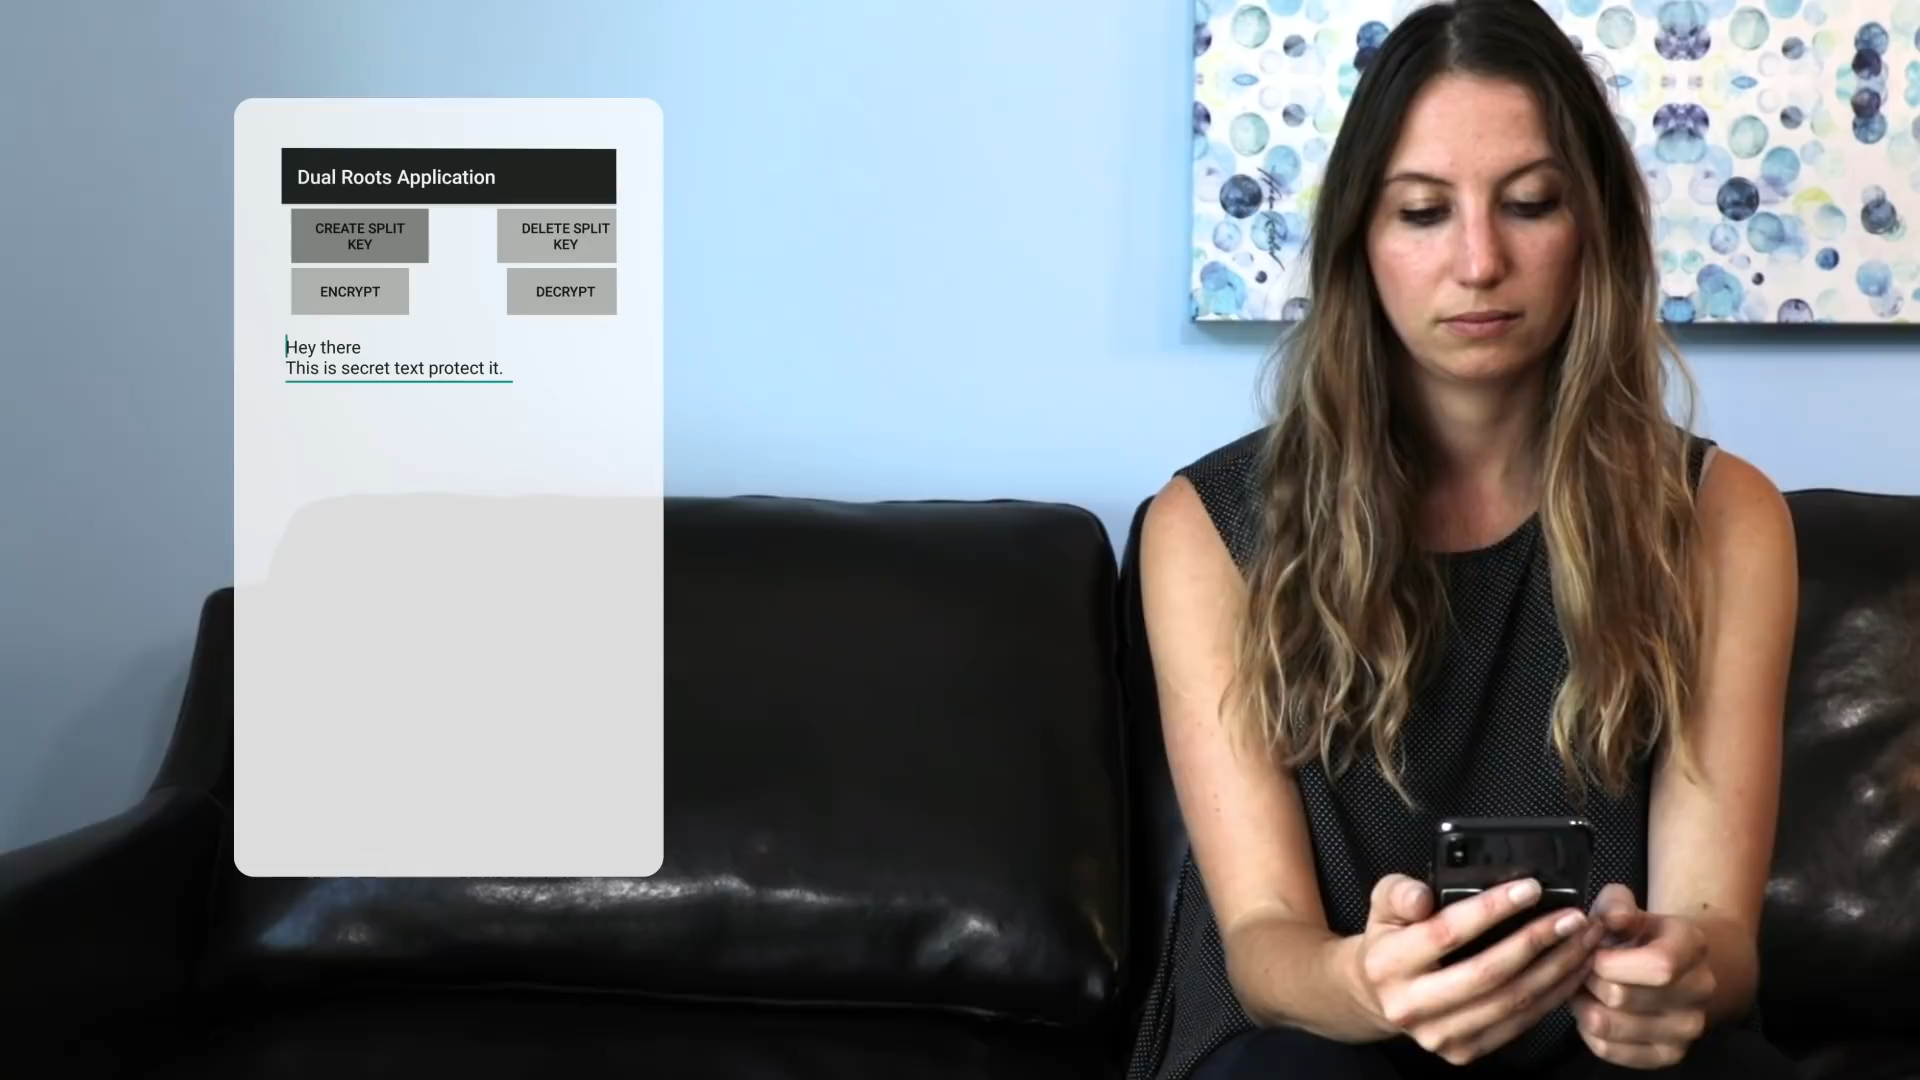 Dual Roots Application
CREATE SPLIT
KEY
DELETE SPLIT
KEY
ENCRYPT
DECRYPT
Hey there
This is secret text protect it.